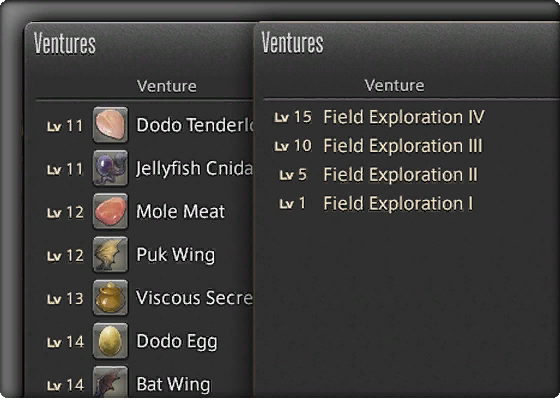 Ventures
Venture
Lv 11 Dodo Tenderlo
Lv 11 Jellyfish Cnida
Lv 12 Mole Meat
Lv 12 Puk Wing
Lv 13 Viscous Secre
Lv 14 Dodo Egg
Lv 14 Bat Wing
Ventures
Venture
Lv 15 Field Exploration IV
Lv 10 Field Exploration III
Lv 5 Field Exploration II
Lv 1 Field Exploration I